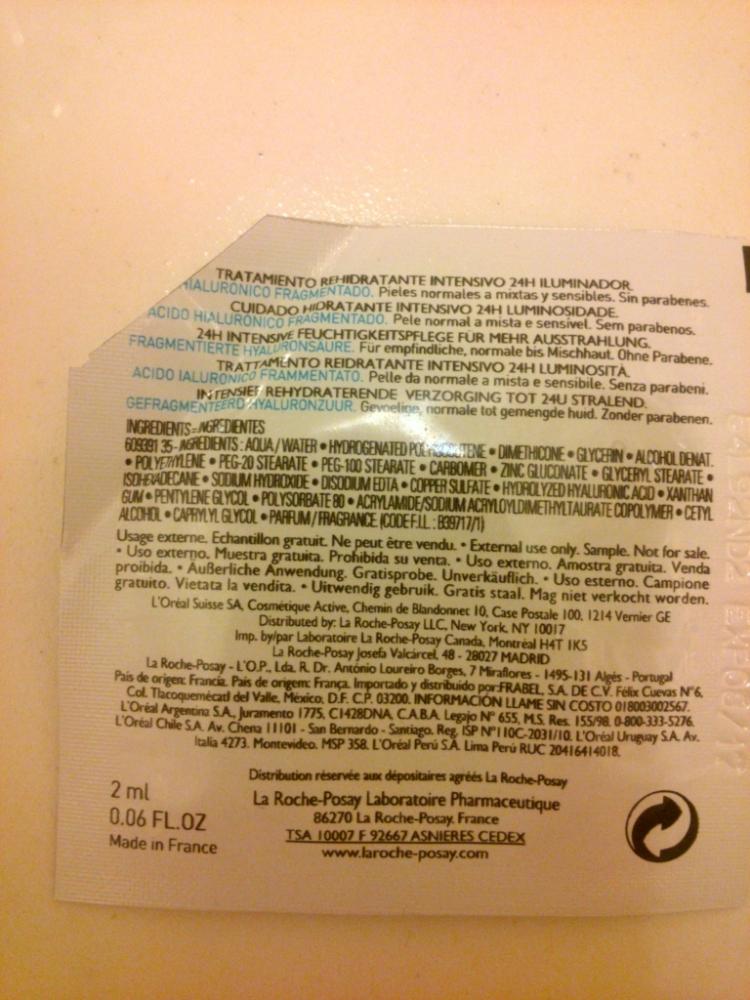 TRATAMIENTO REHIDRATANTE INTENSIVO 24H ILUMINADOR.
HIALURÓNICO FRAGMENTADO. Pieles normales a mixtas y sensibles. Sin parabenes.
CUIDADO HIDRATANTE INTENSIVO 24H LUMINOSIDADE.
ÁCIDO HIALURÓNICO FRAGMENTADO. Pele normal a mista e sensível. Sem parabenos.
24H INTENSIVE FEUCHTIGKEITSPFLEGE FÜR MEHR AUSSTRAHLUNG.
FRAGMENTIERTE HYALURONSÄURE. Für empfindliche, normale bis Mischhaut. Ohne Parabene.
TRATTAMENTO REIDRATANTE INTENSIVO 24H LUMINOSITÀ.
ACIDO IALURONICO FRAMMENTATO. Pelle da normale a mista e sensibile. Senza parabeni.
INTENSIEF REHYDRATERENDE VERZORGING TOT 24U STRALEND.
GEFRAGMENTEERD HYALURONZUUR. Gevoelige, normale tot gemengde huid. Zonder parabenen.
INGREDIENTS - INGREDIENTES
609391 35 - INGREDIENTS : AQUA / WATER • HYDROGENATED POLYISOBUTENE • DIMETHICONE • GLYCERIN • ALCOHOL DENAT.
• POLYETHYLENE • PEG-20 STEARATE • PEG-100 STEARATE • CARBOMER • ZINC GLUCONATE • GLYCERYL STEARATE •
ISOHEXADECANE • SODIUM HYDROXIDE • DISODIUM EDTA • COPPER SULFATE • HYDROLYZED HYALURONIC ACID • XANTHAN
GUM • PENTYLENE GLYCOL • POLYSORBATE 80 • ACRYLAMIDE/SODIUM ACRYLOYLDIMETHYLTAURATE COPOLYMER • CETYL
ALCOHOL • CAPRYLYL GLYCOL • PARFUM / FRAGRANCE (CODE F.I.L. : B39717/1)
Usage externe. Echantillon gratuit. Ne peut être vendu. • External use only. Sample. Not for sale.
• Uso externo. Muestra gratuita. Prohibida su venta. • Uso externo. Amostra gratuita. Venda
proibida. • Äußerliche Anwendung. Gratisprobe. Unverkäuflich. • Uso esterno. Campione
gratuito. Vietata la vendita. • Uitwendig gebruik. Gratis staal. Mag niet verkocht worden.
L'Oréal Suisse SA, Cosmétique Active, Chemin de Blandonnet 10, Case Postale 100, 1214 Vernier GE
Distributed by: La Roche-Posay LLC, New York, NY 10017
Imp. by/par Laboratoire La Roche-Posay Canada, Montréal H4T 1K5
La Roche-Posay Josefa Valcárcel, 48 - 28027 MADRID
La Roche-Posay - L'O.P., Lda. R. Dr. António Loureiro Borges, 7 Miraflores - 1495-131 Algés - Portugal
País de origen: Francia. País de origem: França. Importado y distribuido por: FRABEL, S.A. DE C.V. Félix Cuevas N°6,
Col. Tlacoquemécatl del Valle, México, D.F. C.P. 03200. INFORMACIÓN LLAME SIN COSTO 018003002567.
L'Oréal Argentina S.A., Juramento 1775, C1428DNA, C.A.B.A. Legajo N° 655, M.S. Res. 155/98. 0-800-333-5276.
L'Oréal Chile S.A. Av. Chena 11101 - San Bernardo - Santiago. Reg. ISP N°110C-2031/10. L'Oréal Uruguay S.A. Av.
Italia 4273. Montevideo. MSP 358. L'Oréal Perú S.A. Lima Perú RUC 20416414018.
Distribution réservée aux dépositaires agréés La Roche-Posay
La Roche-Posay Laboratoire Pharmaceutique
86270 La Roche-Posay. France
TSA 10007 F 92667 ASNIERES CEDEX
www.laroche-posay.com
2 ml
0.06 FL.OZ
Made in France